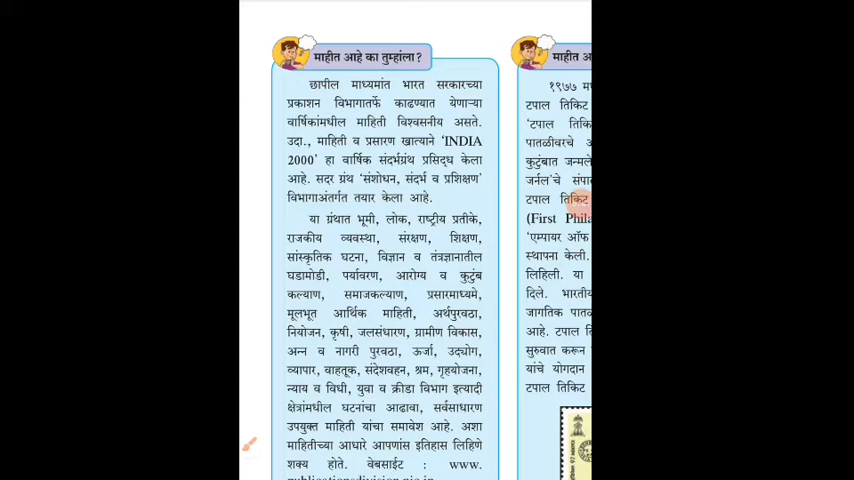 माहीत आहे का तुम्हांला?
छापील माध्यमांत भारत सरकारच्या
प्रकाशन विभागातर्फे काढण्यात येणाऱ्या
वार्षिकांमधील माहिती विश्वसनीय असते.
उदा., माहिती व प्रसारण खात्याने ‘INDIA
2000’ हा वार्षिक संदर्भग्रंथ प्रसिद्ध केला
आहे. सदर ग्रंथ ‘संशोधन, संदर्भ व प्रशिक्षण’
विभागाअंतर्गत तयार केला आहे.
या ग्रंथात भूमी, लोक, राष्ट्रीय प्रतीके,
राजकीय व्यवस्था, संरक्षण, शिक्षण,
सांस्कृतिक घटना, विज्ञान व तंत्रज्ञानातील
घडामोडी, पर्यावरण, आरोग्य व कुटुंब
कल्याण, समाजकल्याण, प्रसारमाध्यमे,
मूलभूत आर्थिक माहिती, अर्थपुरवठा,
नियोजन, कृषी, जलसंधारण, ग्रामीण विकास,
अन्न व नागरी पुरवठा, ऊर्जा, उद्योग,
व्यापार, वाहतूक, संदेशवहन, श्रम, गृहयोजना,
न्याय व विधी, युवा व क्रीडा विभाग इत्यादी
क्षेत्रांमधील घटनांचा आढावा, सर्वसाधारण
उपयुक्त माहिती यांचा समावेश आहे. अशा
माहितीच्या आधारे आपणांस इतिहास लिहिणे
शक्य होते. वेबसाईट : www.
publicationsdivision.nic.in
माहीत
१९७७
टपाल तिकिट
‘टपाल
पातळीवरचे
कुटुंबात जन्मले
जर्नल’चे
टपाल तिकिट
(First
‘एम्पायर ऑफ
स्थापना केली.
लिहिली. या
दिले. भारतीय
जागतिक
आहे. टपाल
सुरुवात करून
यांचे योगदान
टपाल तिकिट